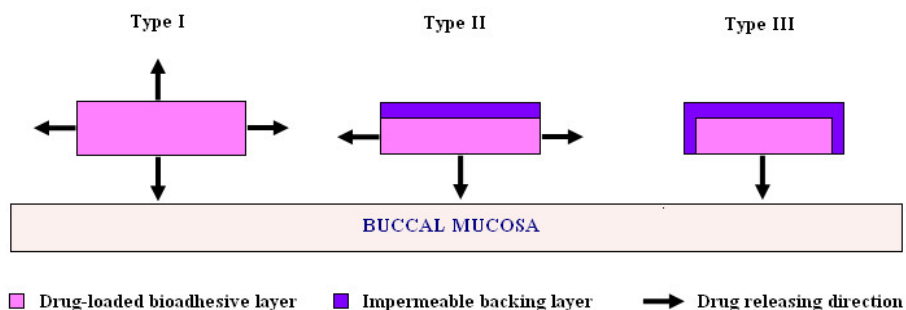 Type I
Type II
Type III
BUCCAL MUCOSA
Drug-loaded bioadhesive layer
Impermeable backing layer
Drug releasing direction